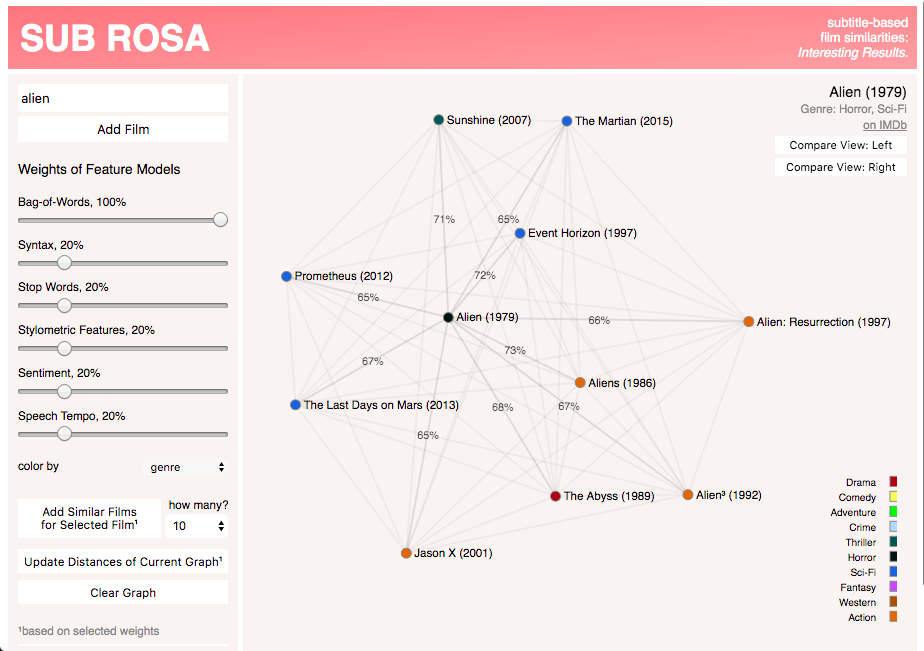 SUB ROSA
subtitle-based
film similarities:
Interesting Results.
alien
Add Film
Weights of Feature Models
Bag-of-Words, 100%
Syntax, 20%
Stop Words, 20%
Stylometric Features, 20%
Sentiment, 20%
Speech Tempo, 20%
color by
genre
Add Similar Films
for Selected Film¹
how many?
10
Update Distances of Current Graph¹
Clear Graph
¹based on selected weights
Alien (1979)
Genre: Horror, Sci-Fi
on IMDb
Compare View: Left
Compare View: Right
Sunshine (2007)
The Martian (2015)
71%
65%
Event Horizon (1997)
Prometheus (2012)
72%
65%
Alien (1979)
66%
Alien: Resurrection (1997)
73%
67%
Aliens (1986)
The Last Days on Mars (2013)
68%
67%
65%
The Abyss (1989)
Alien³ (1992)
Jason X (2001)
Drama
Comedy
Adventure
Crime
Thriller
Horror
Sci-Fi
Fantasy
Western
Action